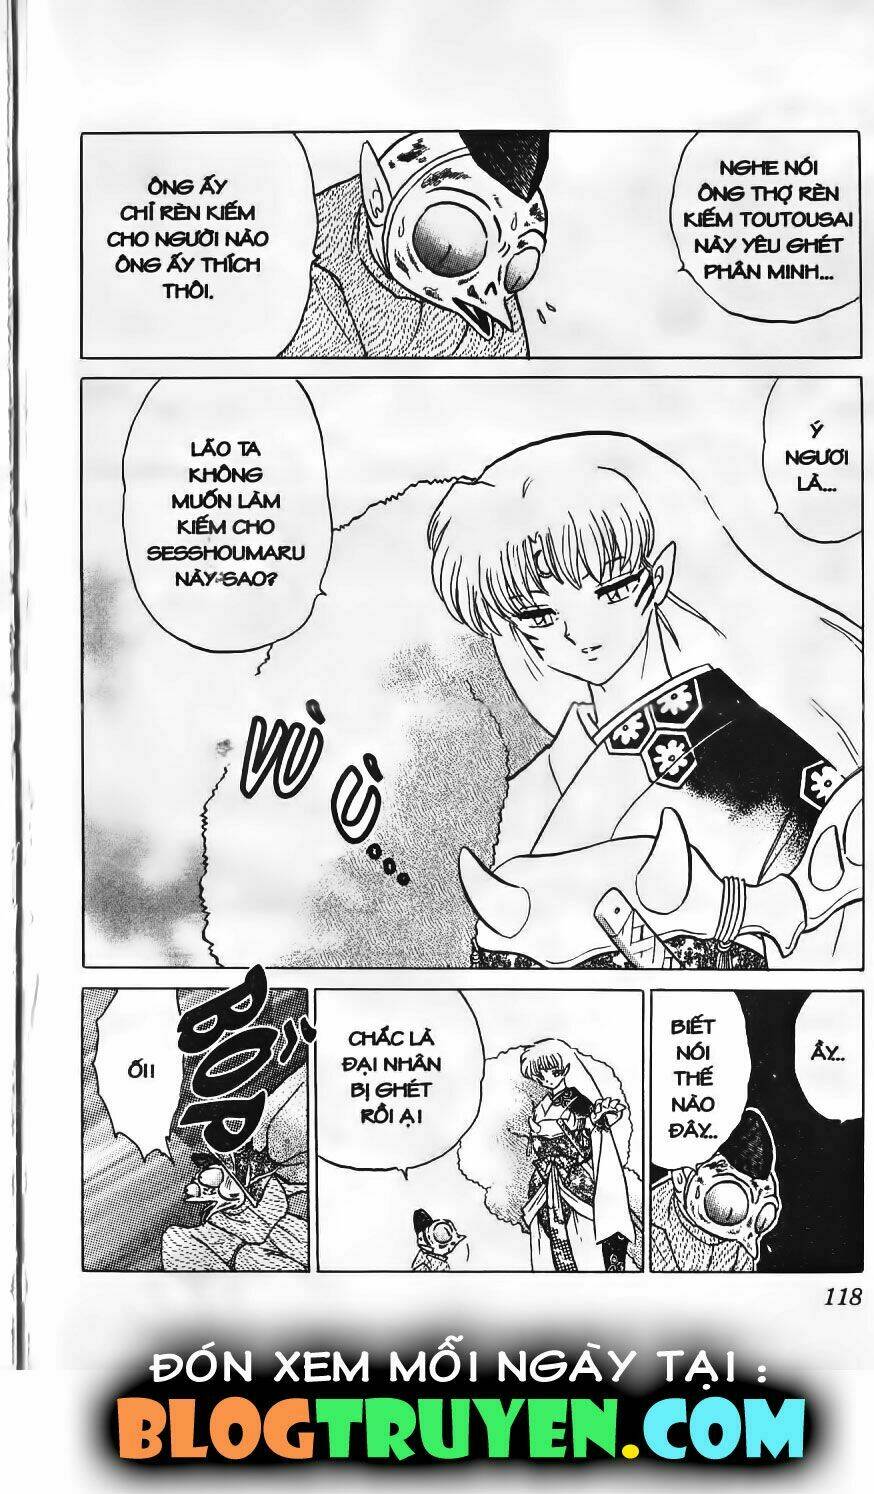 NGHE NÓI
ÔNG THỢ RÈN
KIẾM TOUTOUSAI
NÀY YÊU GHÉT
PHÂN MINH...
ÔNG ẤY
CHỈ RÈN KIẾM
CHO NGƯỜI NÀO
ÔNG ẤY THÍCH
THÔI.
Ý
NGƯƠI
LÀ...
LÃO TA
KHÔNG
MUỐN LÀM
KIẾM CHO
SESSHOUMARU
NÀY SAO?
VÙ
Ù...
ẦY..
BIẾT
NÓI
THẾ
NÀO
ĐÂY...
CHẮC LÀ
ĐẠI NHÂN
BỊ GHÉT
RỒI Ạ!
BỐP
ỐI!
118
ĐÓN XEM MỖI NGÀY TẠI :
BLOGTRUYEN.COM